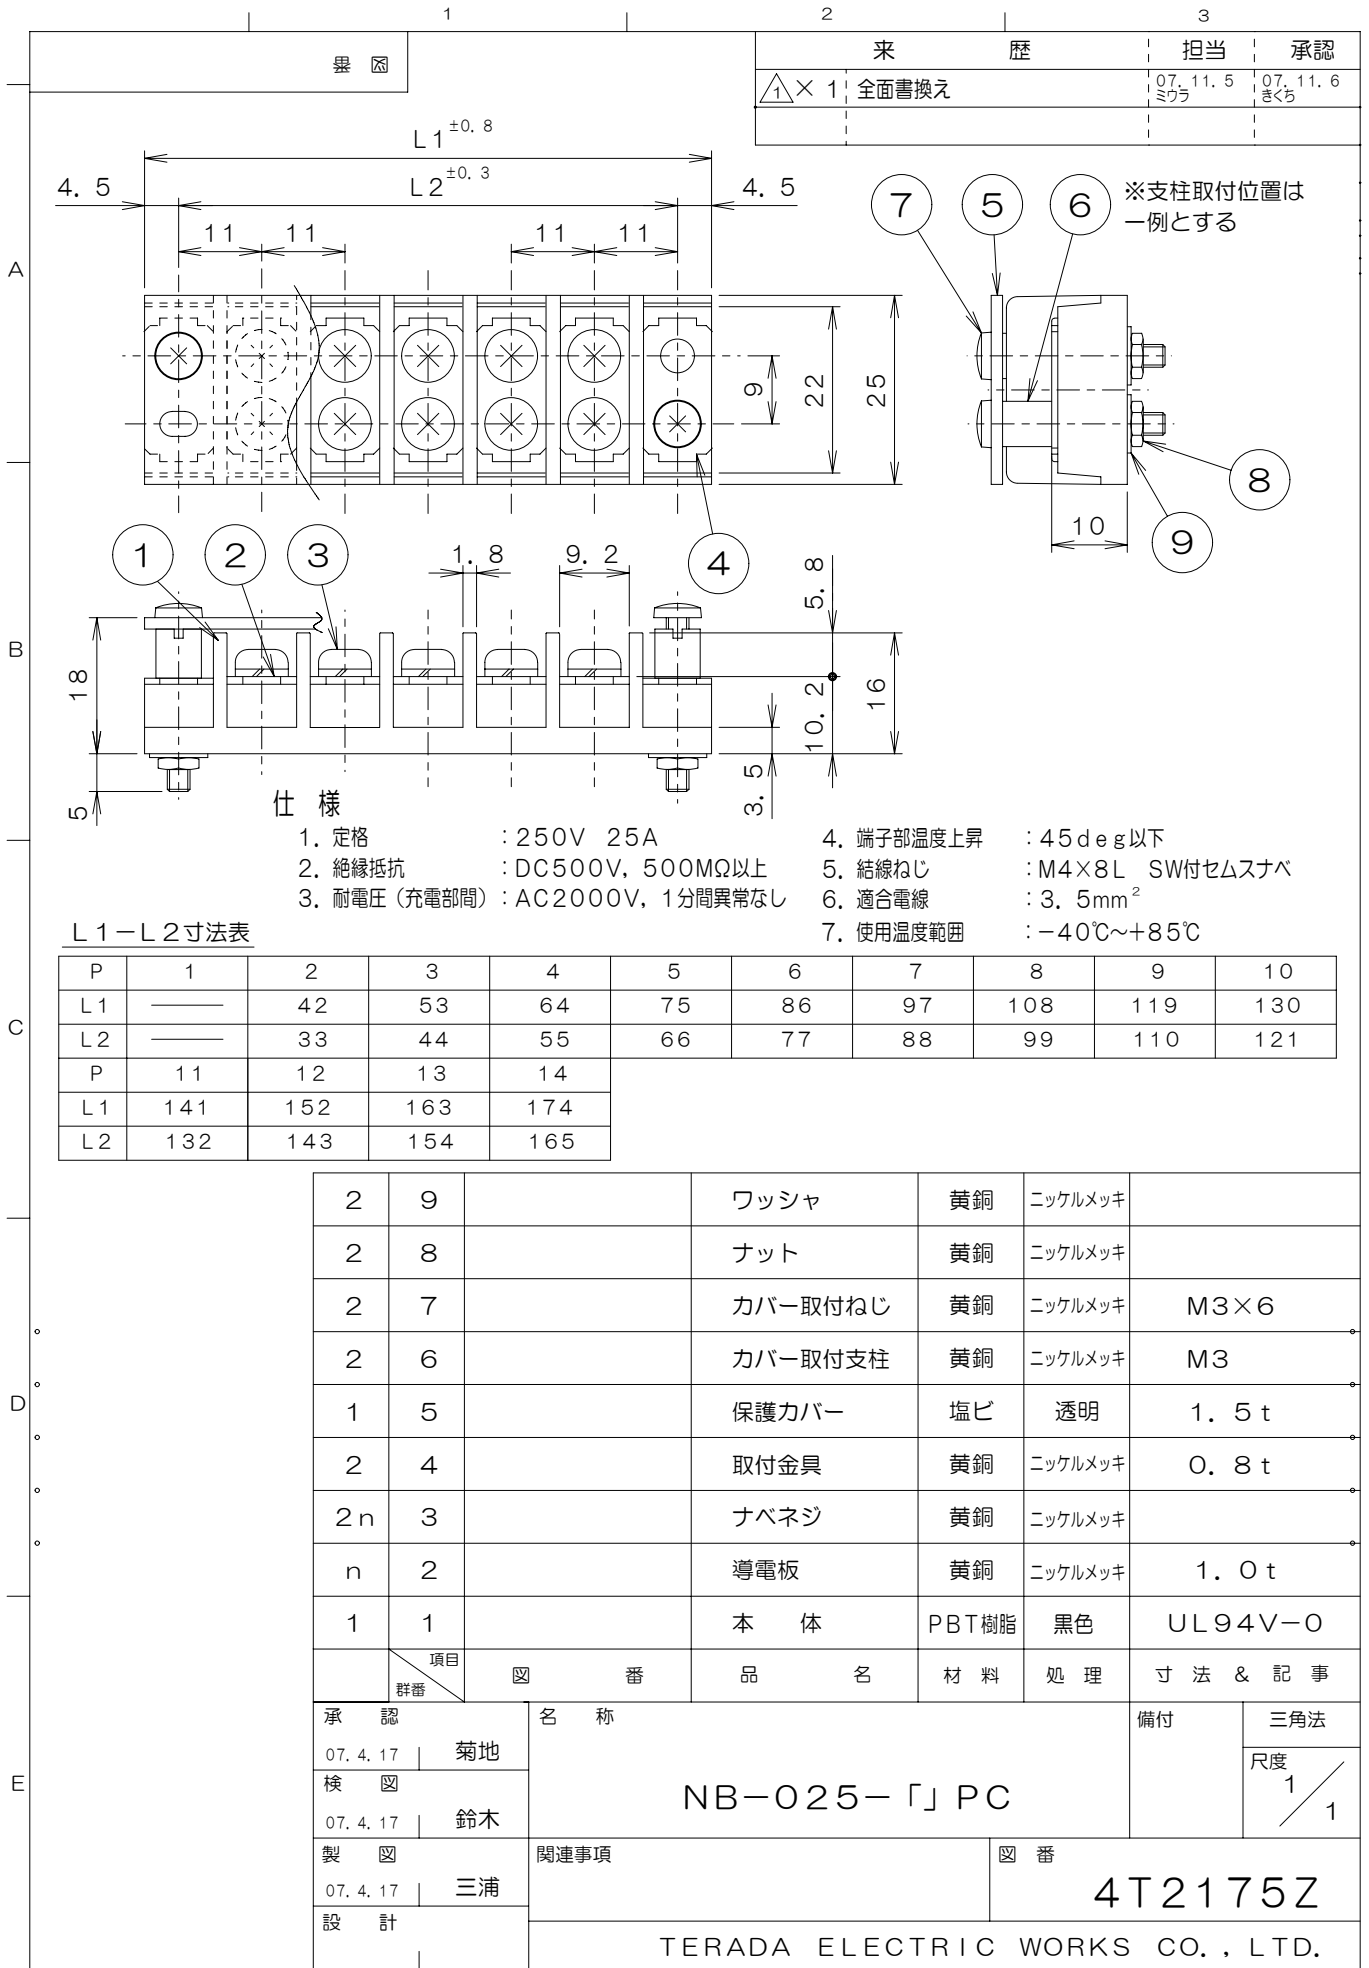 1 2 3
図番
来 歴 担当 承認
1 × 1 全面書換え 07. 11. 5 ミウラ 07. 11. 6 きくち
A
B
C
D
E
L1±0. 8
L2±0. 3
4. 5 4. 5
11 11 11 11
9 22 25
7 5 6 ※支柱取付位置は
一例とする
8
9
10
1 2 3 1. 8 9. 2 4
5. 8
18 10. 2 16
5 3. 5
仕 様
1. 定格 : 250V 25A
2. 絶縁抵抗 : DC500V, 500MΩ以上
3. 耐電圧(充電部間) : AC2000V, 1分間異常なし
4. 端子部温度上昇 : 45deg以下
5. 結線ねじ : M4×8L SW付セムスナベ
6. 適合電線 : 3. 5mm²
7. 使用温度範囲 : −40℃~+85℃
L1−L2寸法表
P 1 2 3 4 5 6 7 8 9 10
L1 ─── 42 53 64 75 86 97 108 119 130
L2 ─── 33 44 55 66 77 88 99 110 121
P 11 12 13 14
L1 141 152 163 174
L2 132 143 154 165
2 9 ワッシャ 黄銅 ニッケルメッキ
2 8 ナット 黄銅 ニッケルメッキ
2 7 カバー取付ねじ 黄銅 ニッケルメッキ M3×6
2 6 カバー取付支柱 黄銅 ニッケルメッキ M3
1 5 保護カバー 塩ビ 透明 1. 5t
2 4 取付金具 黄銅 ニッケルメッキ 0. 8t
2n 3 ナベネジ 黄銅 ニッケルメッキ
n 2 導電板 黄銅 ニッケルメッキ 1. 0t
1 1 本 体 PBT樹脂 黒色 UL94V−0
項目 群番 図 番 品 名 材 料 処 理 寸 法 & 記 事
承 認 07. 4. 17 菊地
検 図 07. 4. 17 鈴木
製 図 07. 4. 17 三浦
設 計
名 称
NB−025−「」PC
備付 三角法
尺度 1/1
関連事項
図 番 4T2175Z
TERADA ELECTRIC WORKS CO., LTD.